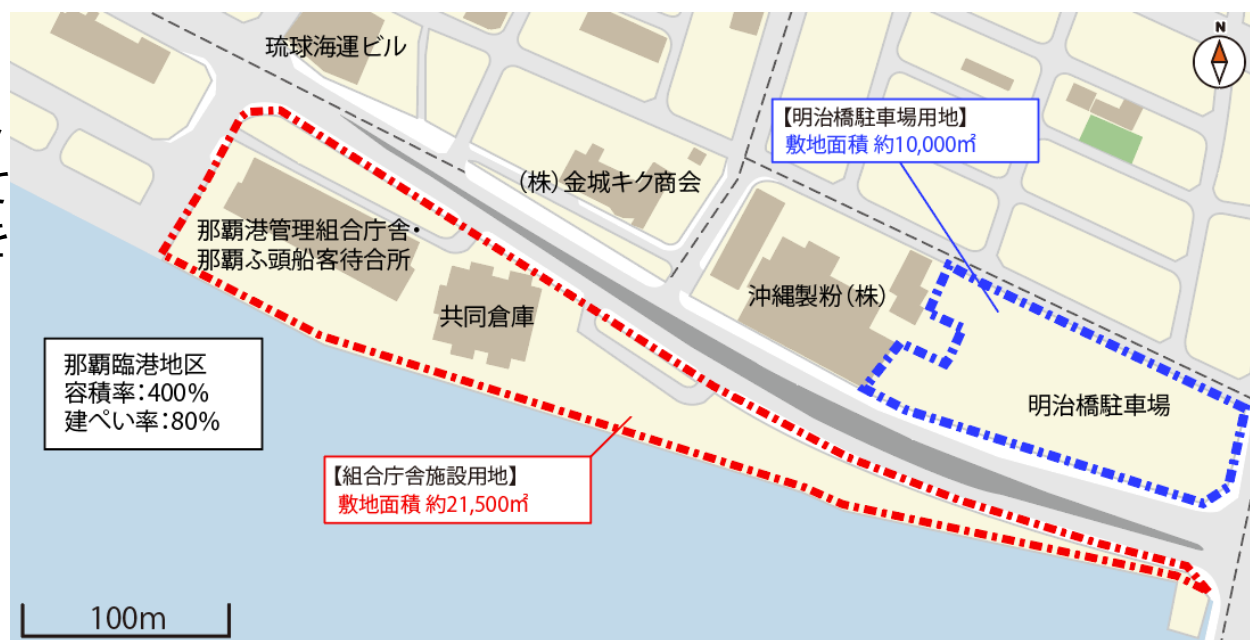 琉球海運ビル
N
【明治橋駐車場用地】
敷地面積 約10,000㎡
(株)金城キク商会
那覇港管理組合庁舎・
那覇ふ頭船客待合所
沖縄製粉(株)
共同倉庫
那覇臨港地区
容積率:400%
建ぺい率:80%
明治橋駐車場
【組合庁舎施設用地】
敷地面積 約21,500㎡
100m